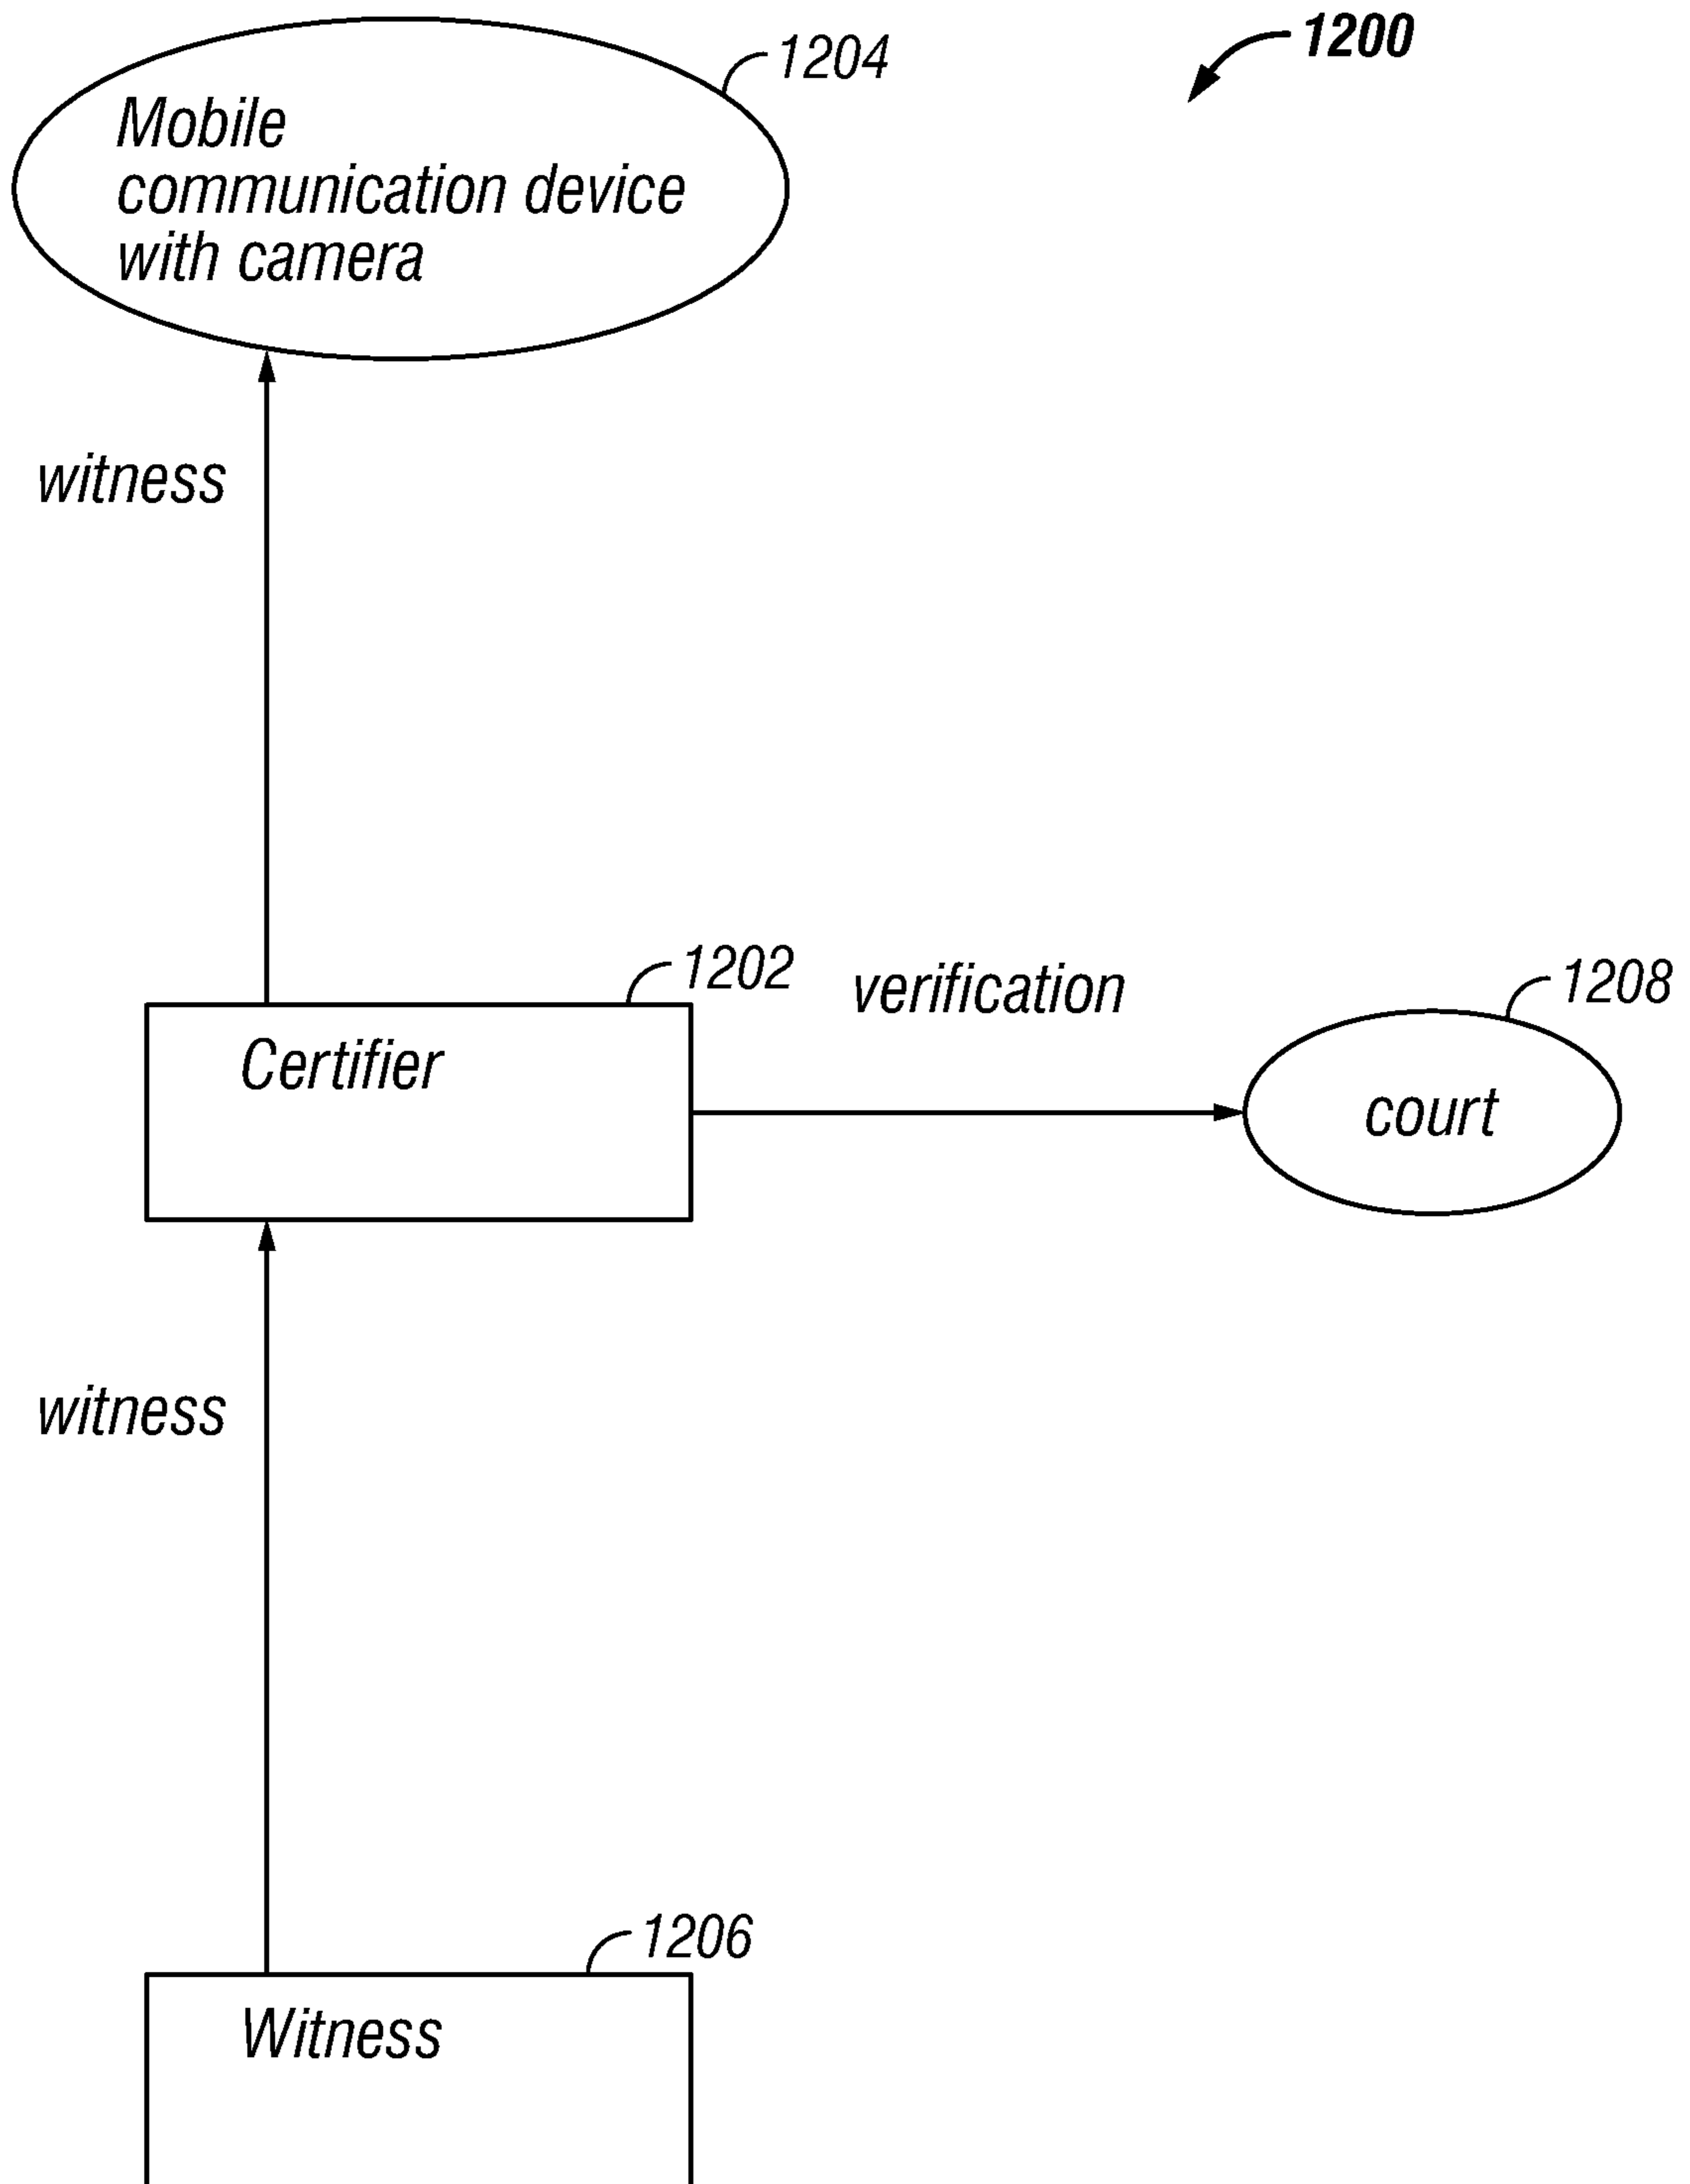 1204
1200
Mobile
communication device
with camera
witness
1202
verification
1208
Certifier
court
witness
1206
Witness